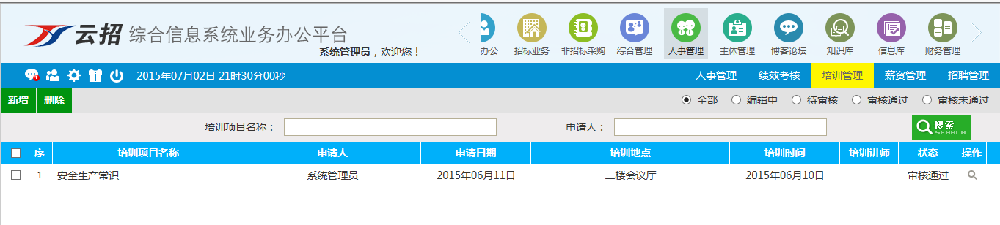 云招 综合信息系统业务办公平台
系统管理员，欢迎您！
办公 招标业务 非招标采购 综合管理 人事管理 主体管理 博客论坛 知识库 信息库 财务管理
2015年07月02日 21时30分00秒 人事管理 绩效考核 培训管理 薪资管理 招聘管理
新增 删除 全部 编辑中 待审核 审核通过 审核未通过
培训项目名称： 申请人： 搜索 SEARCH
序 培训项目名称 申请人 申请日期 培训地点 培训时间 培训讲师 状态 操作
1 安全生产常识 系统管理员 2015年06月11日 二楼会议厅 2015年06月10日 审核通过